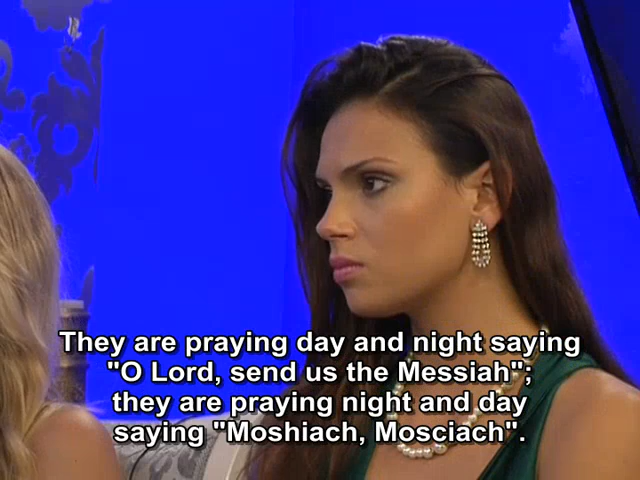 They are praying day and night saying
"O Lord, send us the Messiah";
they are praying night and day
saying "Moshiach, Mosciach".